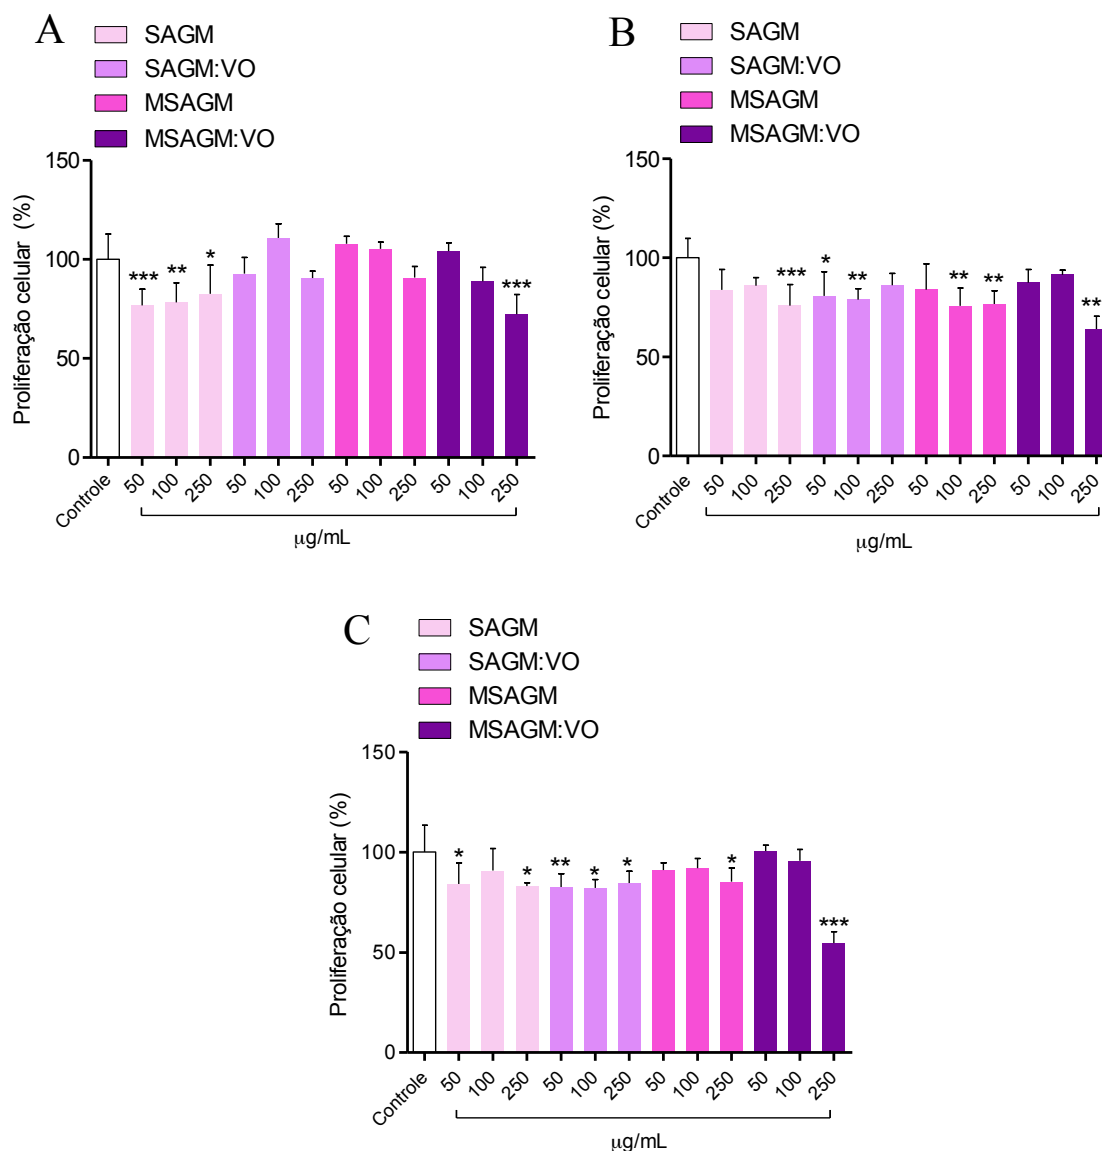 A
SAGM
SAGM:VO
MSAGM
MSAGM:VO
Proliferação celular (%)
150
100
50
0
*** ** * ***
Controle 50 100 250 50 100 250 50 100 250 50 100 250
µg/mL
B
SAGM
SAGM:VO
MSAGM
MSAGM:VO
Proliferação celular (%)
150
100
50
0
*** * ** ** ** **
Controle 50 100 250 50 100 250 50 100 250 50 100 250
µg/mL
C
SAGM
SAGM:VO
MSAGM
MSAGM:VO
Proliferação celular (%)
150
100
50
0
* * ** * * * ***
Controle 50 100 250 50 100 250 50 100 250 50 100 250
µg/mL